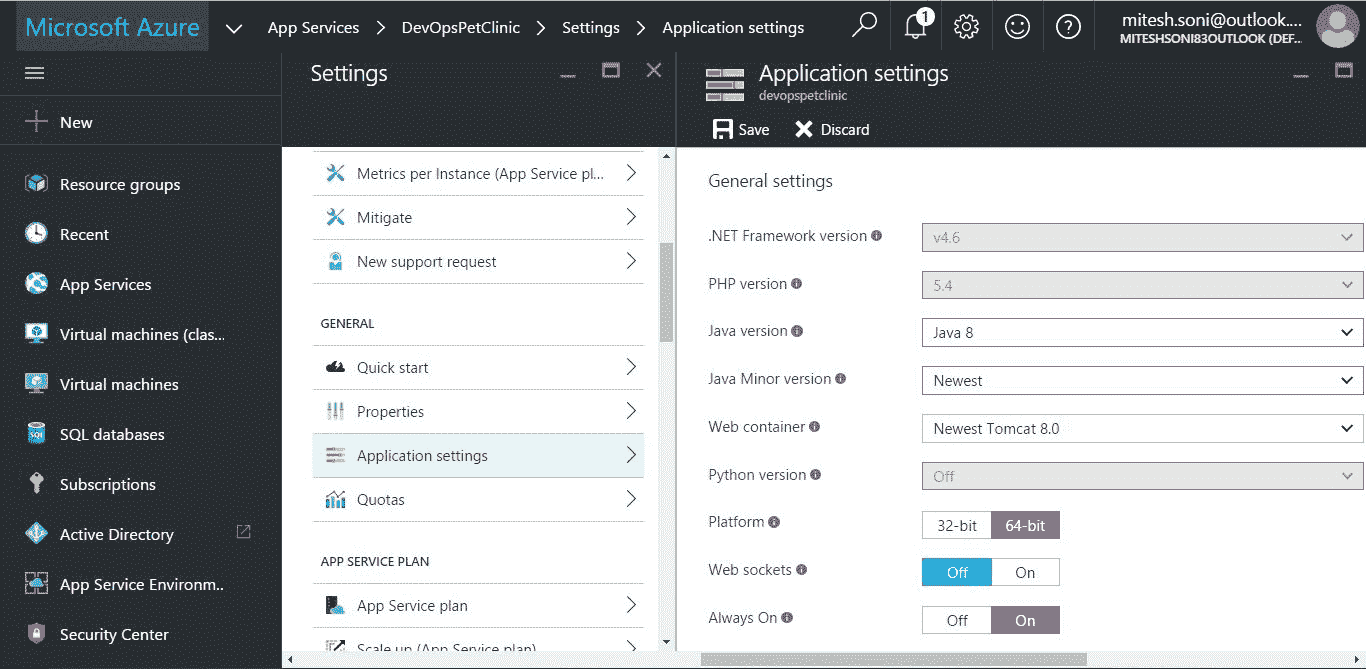 Microsoft Azure
App Services > DevOpsPetClinic > Settings > Application settings
1
mitesh.soni@outlook....
MITESHSONI83OUTLOOK (DEF...
New
Resource groups
Recent
App Services
Virtual machines (clas...
Virtual machines
SQL databases
Subscriptions
Active Directory
App Service Environm..
Security Center
Settings
Metrics per Instance (App Service pl...
Mitigate
New support request
GENERAL
Quick start
Properties
Application settings
Quotas
APP SERVICE PLAN
App Service plan
Scale up (App Service plan)
Application settings
devopspetclinic
Save Discard
General settings
.NET Framework version v4.6
PHP version 5.4
Java version Java 8
Java Minor version Newest
Web container Newest Tomcat 8.0
Python version Off
Platform 32-bit 64-bit
Web sockets Off On
Always On Off On